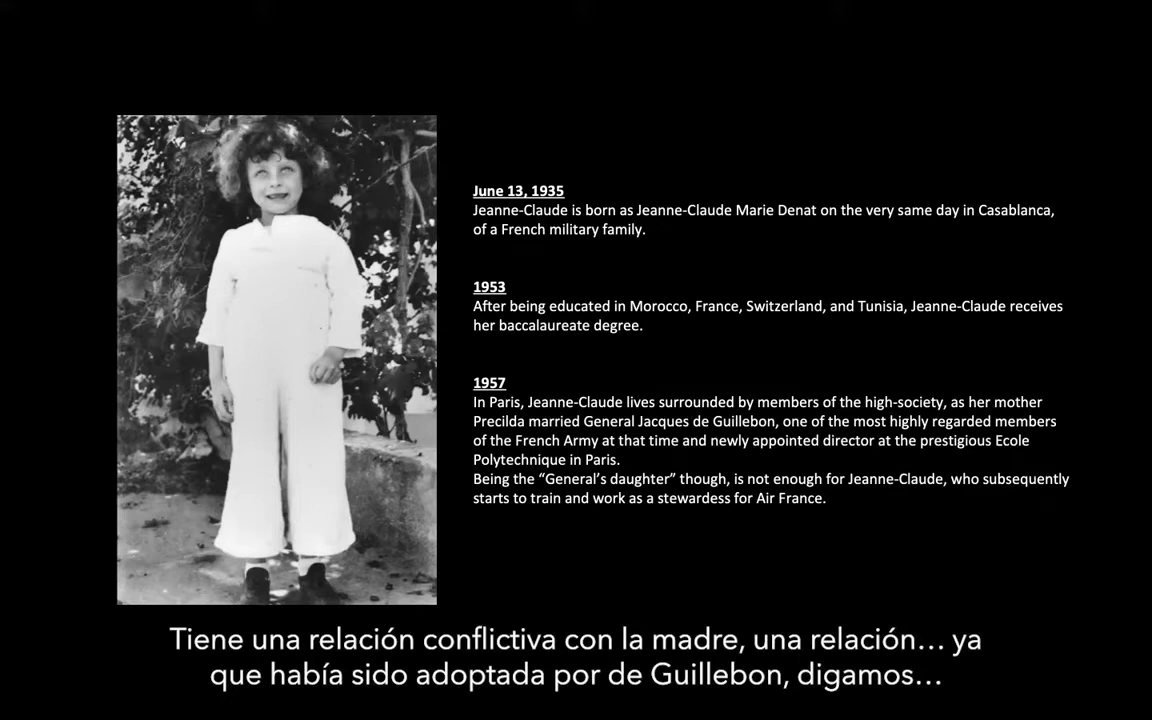 June 13, 1935
Jeanne-Claude is born as Jeanne-Claude Marie Denat on the very same day in Casablanca,
of a French military family.
1953
After being educated in Morocco, France, Switzerland, and Tunisia, Jeanne-Claude receives
her baccalaureate degree.
1957
In Paris, Jeanne-Claude lives surrounded by members of the high-society, as her mother
Precilda married General Jacques de Guillebon, one of the most highly regarded members
of the French Army at that time and newly appointed director at the prestigious Ecole
Polytechnique in Paris.
Being the “General’s daughter” though, is not enough for Jeanne-Claude, who subsequently
starts to train and work as a stewardess for Air France.
Tiene una relación conflictiva con la madre, una relación… ya
que había sido adoptada por de Guillebon, digamos…